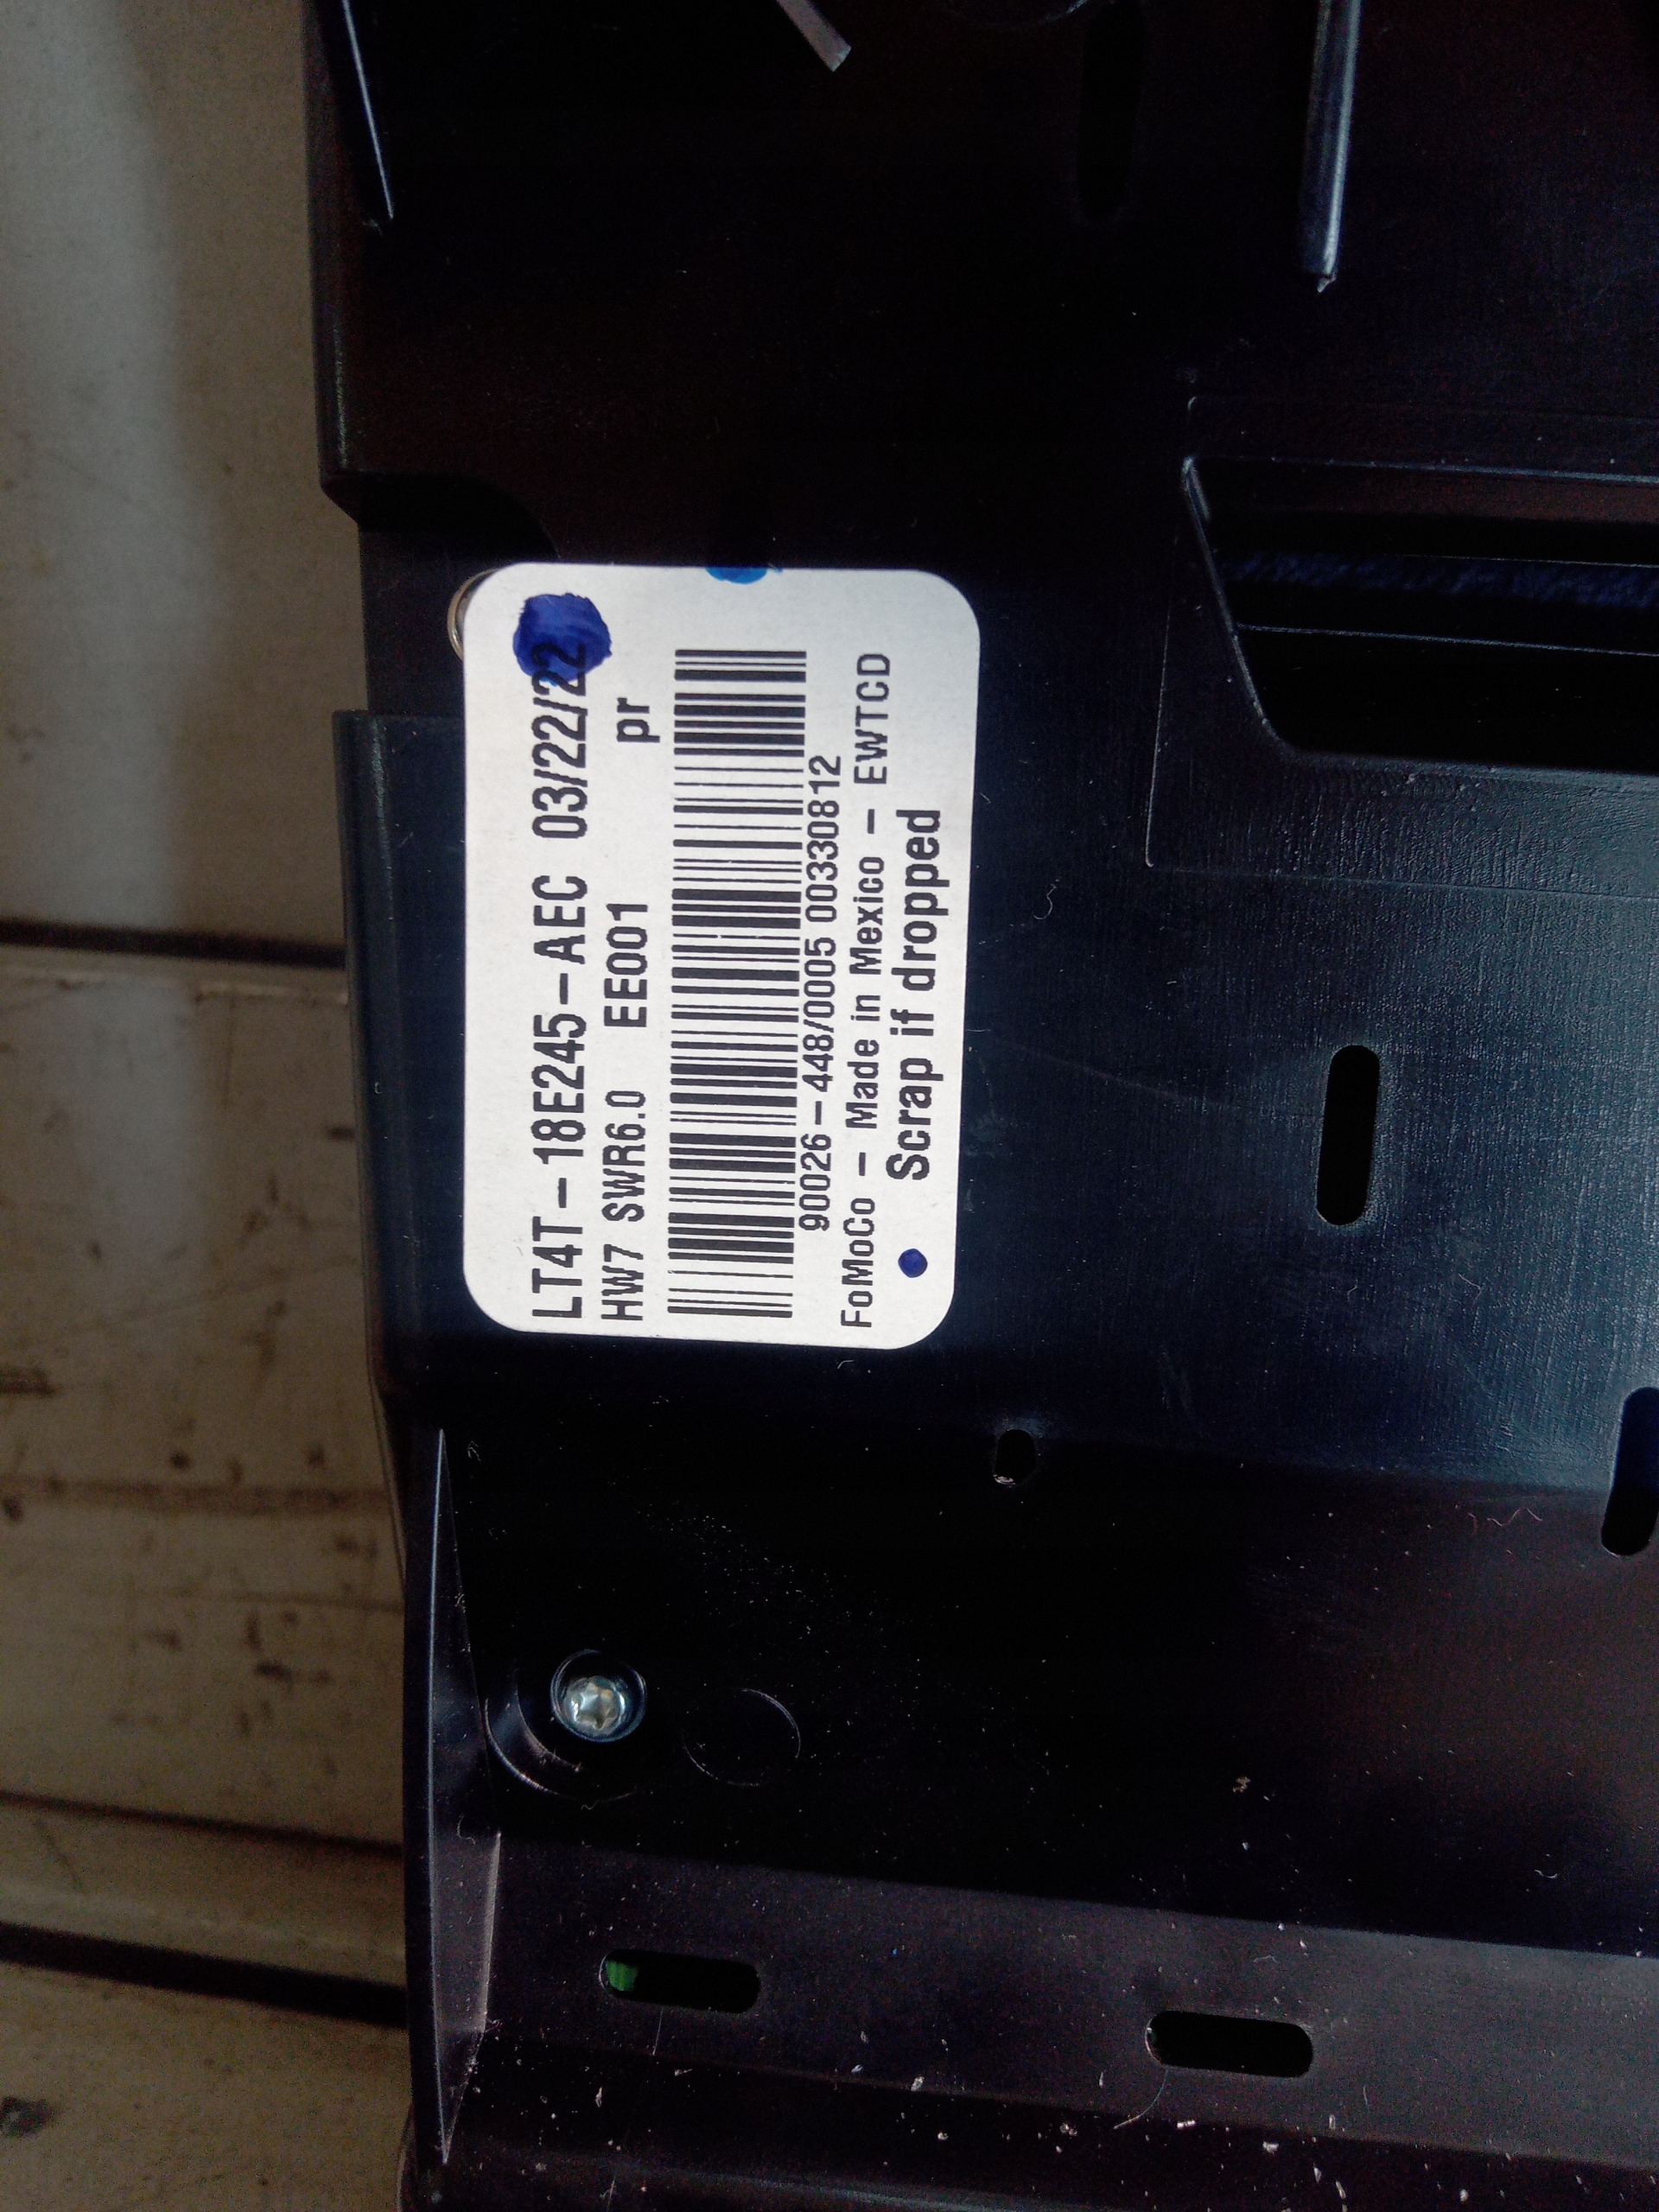 LT4T-18E245-AEC 03/22/22
HW7 SWR6.0 EE001 pr
90026-448/0005 00330812
FoMoCo - Made in Mexico - EWTCD
Scrap if dropped